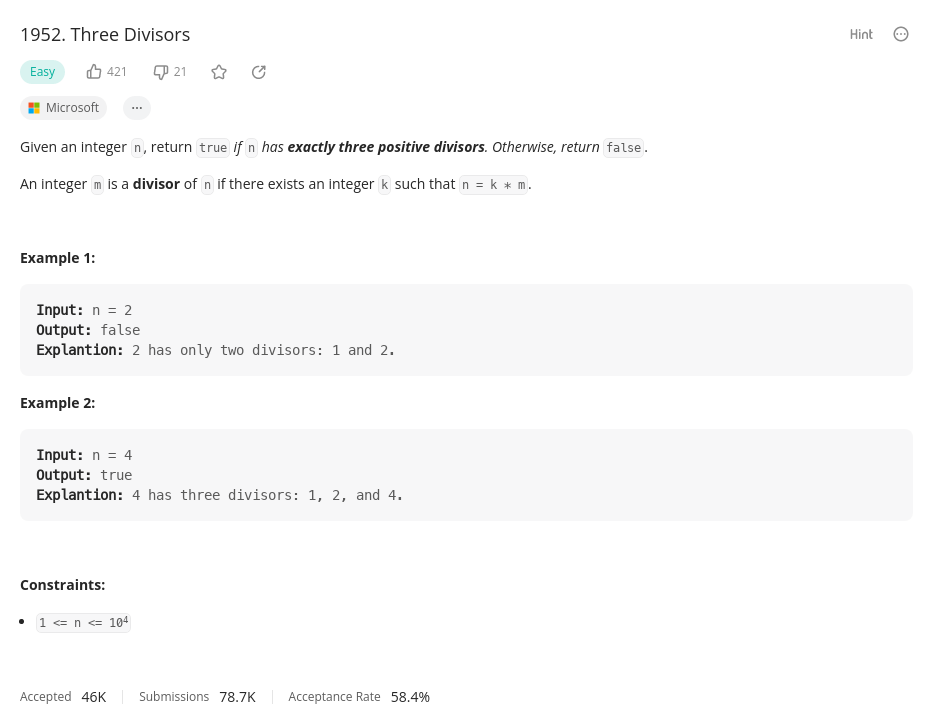 1952. Three Divisors
Hint
Easy
421
21
Microsoft
Given an integer n, return true if n has exactly three positive divisors. Otherwise, return false.
An integer m is a divisor of n if there exists an integer k such that n = k * m.
Example 1:
Input: n = 2
Output: false
Explantion: 2 has only two divisors: 1 and 2.
Example 2:
Input: n = 4
Output: true
Explantion: 4 has three divisors: 1, 2, and 4.
Constraints:
• 1 <= n <= 10⁴
Accepted 46K Submissions 78.7K Acceptance Rate 58.4%